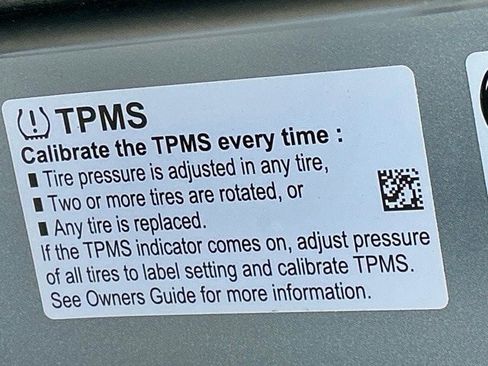 TPMS
Calibrate the TPMS every time :
▪ Tire pressure is adjusted in any tire,
▪ Two or more tires are rotated, or
▪ Any tire is replaced.
If the TPMS indicator comes on, adjust pressure
of all tires to label setting and calibrate TPMS.
See Owners Guide for more information.